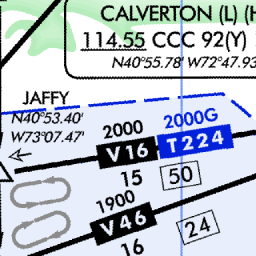 CALVERTON (L) (H
114.55 CCC 92(Y)
N40°55.78' W72°47.93
JAFFY
N40°53.40'
W73°07.47'
2000 2000G
V16 T224
15 50
1900
V46 24
16